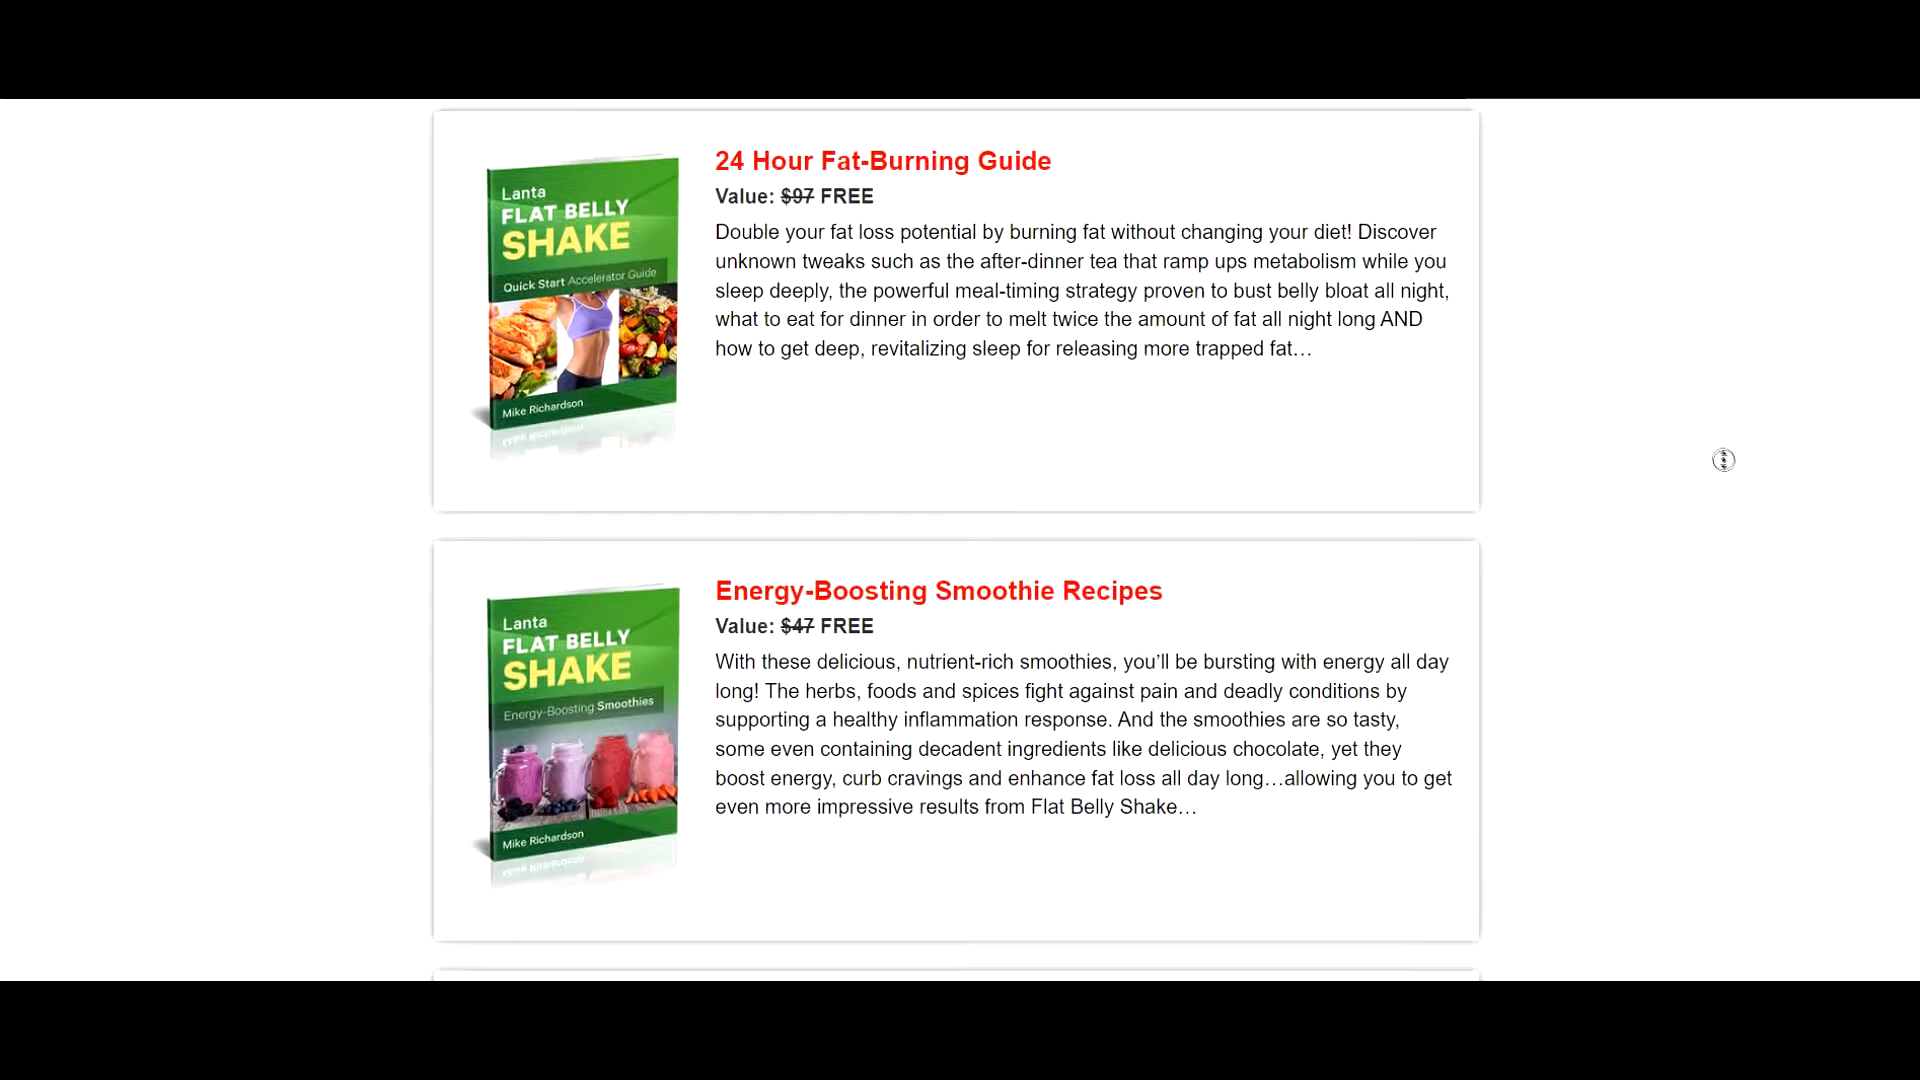 24 Hour Fat-Burning Guide
Value: $97 FREE
Double your fat loss potential by burning fat without changing your diet! Discover
unknown tweaks such as the after-dinner tea that ramp ups metabolism while you
sleep deeply, the powerful meal-timing strategy proven to bust belly bloat all night,
what to eat for dinner in order to melt twice the amount of fat all night long AND
how to get deep, revitalizing sleep for releasing more trapped fat…
Lanta
FLAT BELLY
SHAKE
Quick Start Accelerator Guide
Mike Richardson
Energy-Boosting Smoothie Recipes
Value: $47 FREE
With these delicious, nutrient-rich smoothies, you’ll be bursting with energy all day
long! The herbs, foods and spices fight against pain and deadly conditions by
supporting a healthy inflammation response. And the smoothies are so tasty,
some even containing decadent ingredients like delicious chocolate, yet they
boost energy, curb cravings and enhance fat loss all day long…allowing you to get
even more impressive results from Flat Belly Shake…
Lanta
FLAT BELLY
SHAKE
Energy-Boosting Smoothies
Mike Richardson